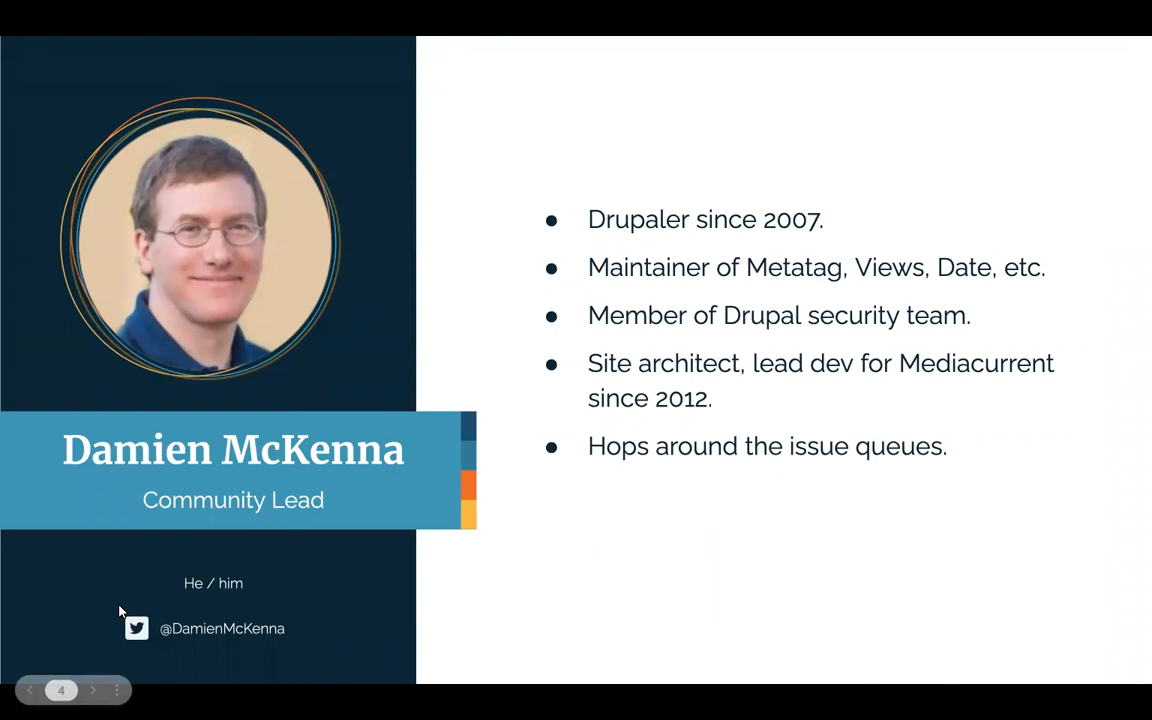 Damien McKenna
Community Lead
He / him
@DamienMcKenna
● Drupaler since 2007.
● Maintainer of Metatag, Views, Date, etc.
● Member of Drupal security team.
● Site architect, lead dev for Mediacurrent
since 2012.
● Hops around the issue queues.
4